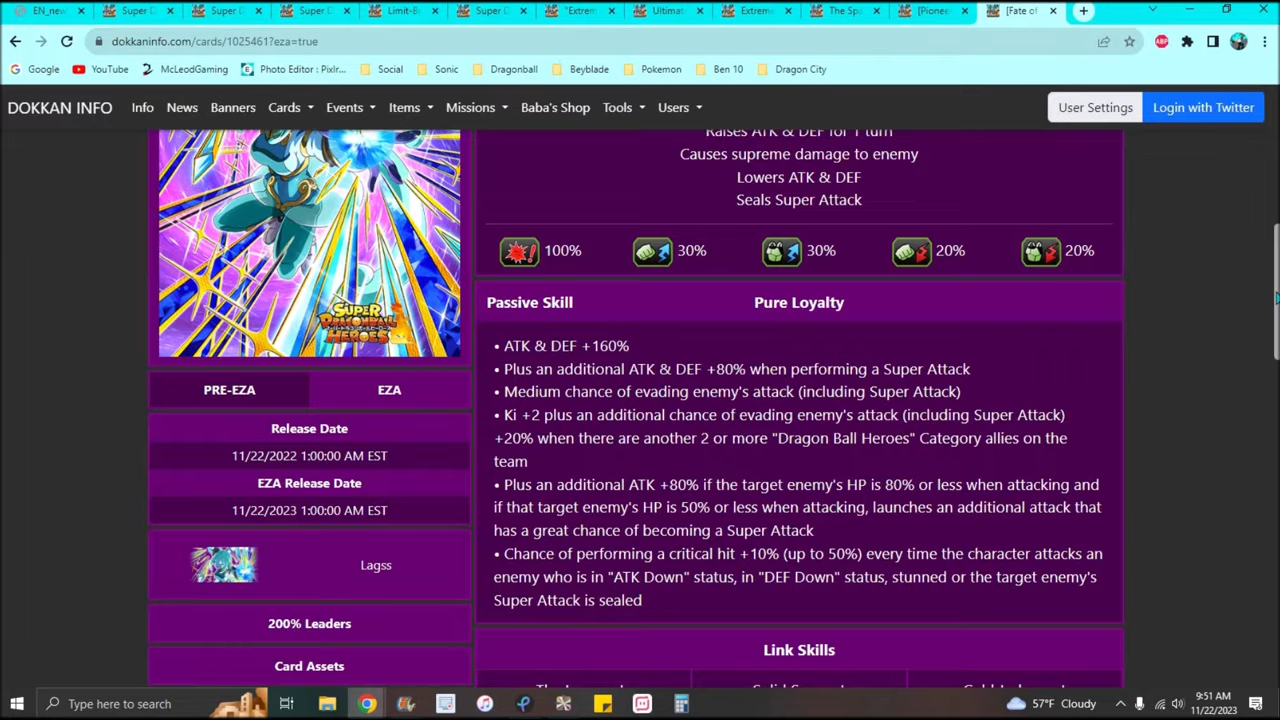 EN_new
Super D
Super D
Super D
Limit-B
Super D
"Extrem
Ultima
Extreme
The Spa
[Pionee
[Fate of
dokkaninfo.com/cards/1025461?eza=true
Google
YouTube
McLeodGaming
Photo Editor : Pixlr...
Social
Sonic
Dragonball
Beyblade
Pokemon
Ben 10
Dragon City
DOKKAN INFO
Info
News
Banners
Cards
Events
Items
Missions
Baba's Shop
Tools
Users
User Settings
Login with Twitter
Raises ATK & DEF for 1 turn
Causes supreme damage to enemy
Lowers ATK & DEF
Seals Super Attack
100%
30%
30%
20%
20%
SUPER
DRAGON BALL
HEROES
PRE-EZA
EZA
Release Date
11/22/2022 1:00:00 AM EST
EZA Release Date
11/22/2023 1:00:00 AM EST
Lagss
200% Leaders
Card Assets
Passive Skill
Pure Loyalty
• ATK & DEF +160%
• Plus an additional ATK & DEF +80% when performing a Super Attack
• Medium chance of evading enemy's attack (including Super Attack)
• Ki +2 plus an additional chance of evading enemy's attack (including Super Attack)
+20% when there are another 2 or more "Dragon Ball Heroes" Category allies on the
team
• Plus an additional ATK +80% if the target enemy's HP is 80% or less when attacking and
if that target enemy's HP is 50% or less when attacking, launches an additional attack that
has a great chance of becoming a Super Attack
• Chance of performing a critical hit +10% (up to 50%) every time the character attacks an
enemy who is in "ATK Down" status, in "DEF Down" status, stunned or the target enemy's
Super Attack is sealed
Link Skills
Type here to search
57°F Cloudy
9:51 AM
11/22/2023